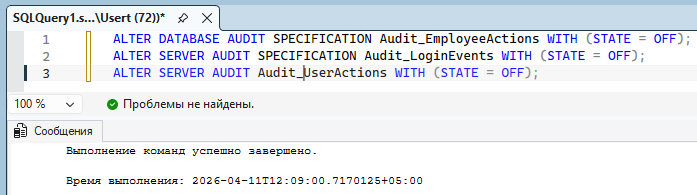 SQLQuery1.s...\Usert (72))*
1 ALTER DATABASE AUDIT SPECIFICATION Audit_EmployeeActions WITH (STATE = OFF);
2 ALTER SERVER AUDIT SPECIFICATION Audit_LoginEvents WITH (STATE = OFF);
3 ALTER SERVER AUDIT Audit_UserActions WITH (STATE = OFF);
100 % Проблемы не найдены.
Сообщения
Выполнение команд успешно завершено.
Время выполнения: 2026-04-11T12:09:00.7170125+05:00